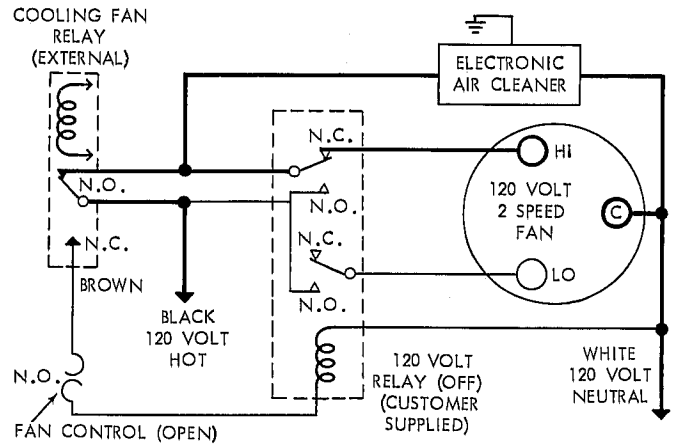 COOLING FAN
RELAY
(EXTERNAL)
ELECTRONIC
AIR CLEANER
N.C.
HI
N.O.
120 VOLT
2 SPEED
FAN
C
N.O.
N.C.
N.C.
LO
BROWN
N.O.
BLACK
120 VOLT
HOT
120 VOLT
RELAY (OFF)
(CUSTOMER
SUPPLIED)
WHITE
120 VOLT
NEUTRAL
N.O.
FAN CONTROL (OPEN)